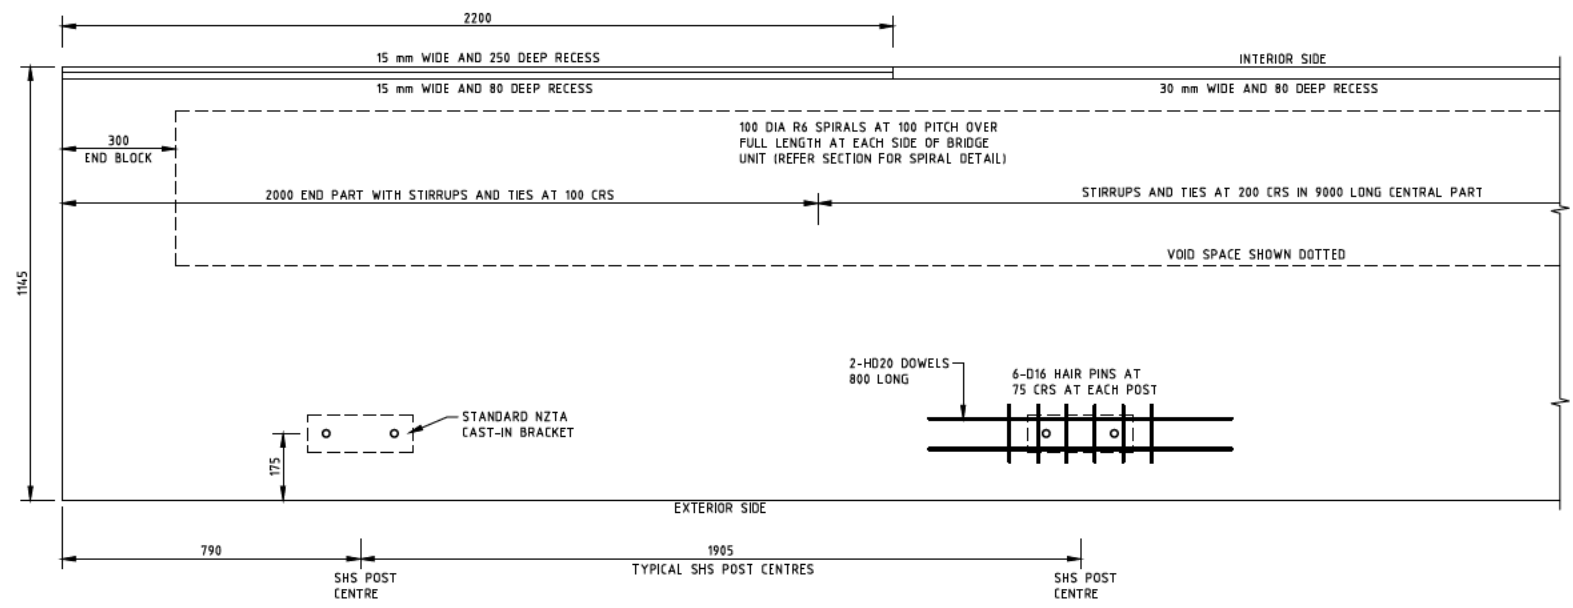 2200
15 mm WIDE AND 250 DEEP RECESS
INTERIOR SIDE
15 mm WIDE AND 80 DEEP RECESS
30 mm WIDE AND 80 DEEP RECESS
300
END BLOCK
100 DIA R6 SPIRALS AT 100 PITCH OVER
FULL LENGTH AT EACH SIDE OF BRIDGE
UNIT (REFER SECTION FOR SPIRAL DETAIL)
2000 END PART WITH STIRRUPS AND TIES AT 100 CRS
STIRRUPS AND TIES AT 200 CRS IN 9000 LONG CENTRAL PART
VOID SPACE SHOWN DOTTED
1145
2-HD20 DOWELS
800 LONG
6-D16 HAIR PINS AT
75 CRS AT EACH POST
STANDARD NZTA
CAST-IN BRACKET
175
EXTERIOR SIDE
790
1905
TYPICAL SHS POST CENTRES
SHS POST
CENTRE
SHS POST
CENTRE